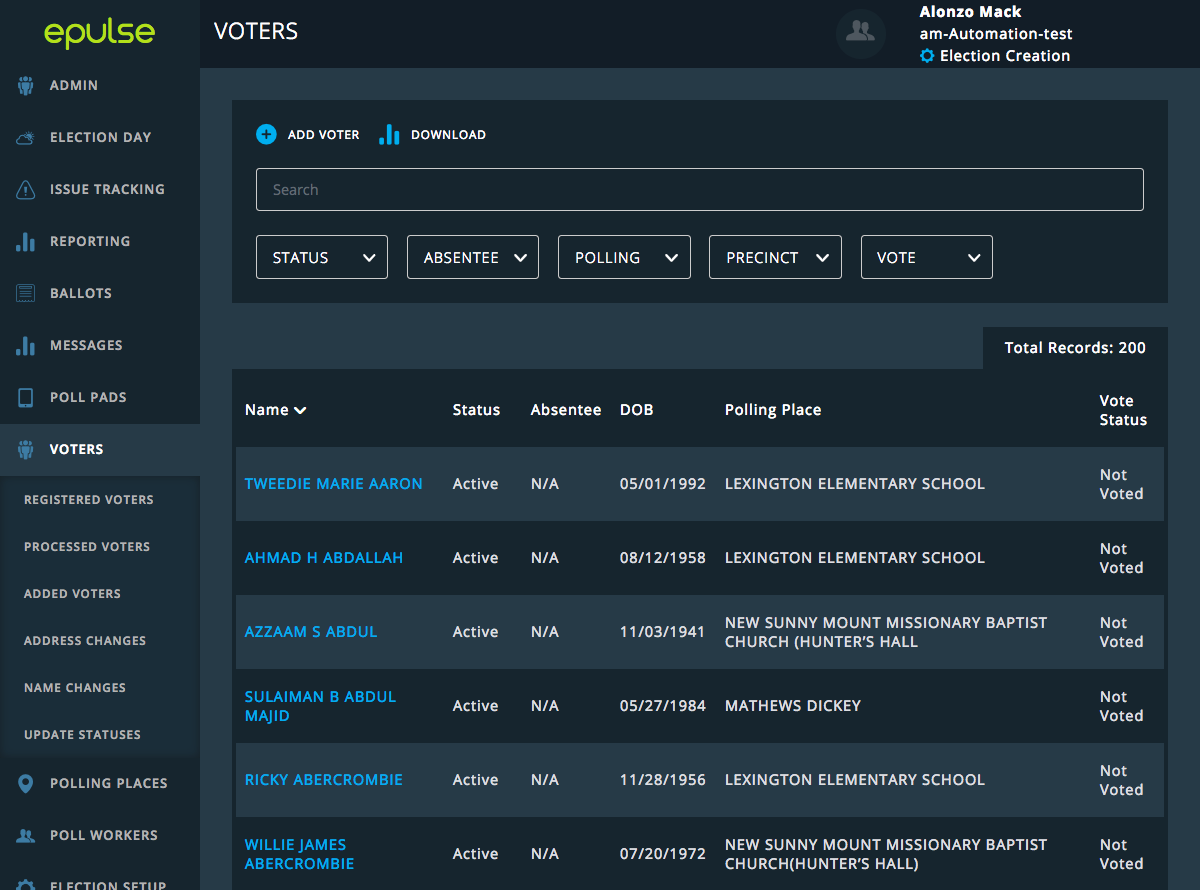 epulse
VOTERS
Alonzo Mack
am-Automation-test
Election Creation
ADMIN
ELECTION DAY
ISSUE TRACKING
REPORTING
BALLOTS
MESSAGES
POLL PADS
VOTERS
REGISTERED VOTERS
PROCESSED VOTERS
ADDED VOTERS
ADDRESS CHANGES
NAME CHANGES
UPDATE STATUSES
POLLING PLACES
POLL WORKERS
ELECTION SETUP
ADD VOTER DOWNLOAD
Search
STATUS ABSENTEE POLLING PRECINCT VOTE
Total Records: 200
Name Status Absentee DOB Polling Place Vote
Status
TWEEDIE MARIE AARON Active N/A 05/01/1992 LEXINGTON ELEMENTARY SCHOOL Not
Voted
AHMAD H ABDALLAH Active N/A 08/12/1958 LEXINGTON ELEMENTARY SCHOOL Not
Voted
AZZAAM S ABDUL Active N/A 11/03/1941 NEW SUNNY MOUNT MISSIONARY BAPTIST
CHURCH (HUNTER’S HALL Not
Voted
SULAIMAN B ABDUL
MAJID Active N/A 05/27/1984 MATHEWS DICKEY Not
Voted
RICKY ABERCROMBIE Active N/A 11/28/1956 LEXINGTON ELEMENTARY SCHOOL Not
Voted
WILLIE JAMES
ABERCROMBIE Active N/A 07/20/1972 NEW SUNNY MOUNT MISSIONARY BAPTIST
CHURCH(HUNTER’S HALL) Not
Voted